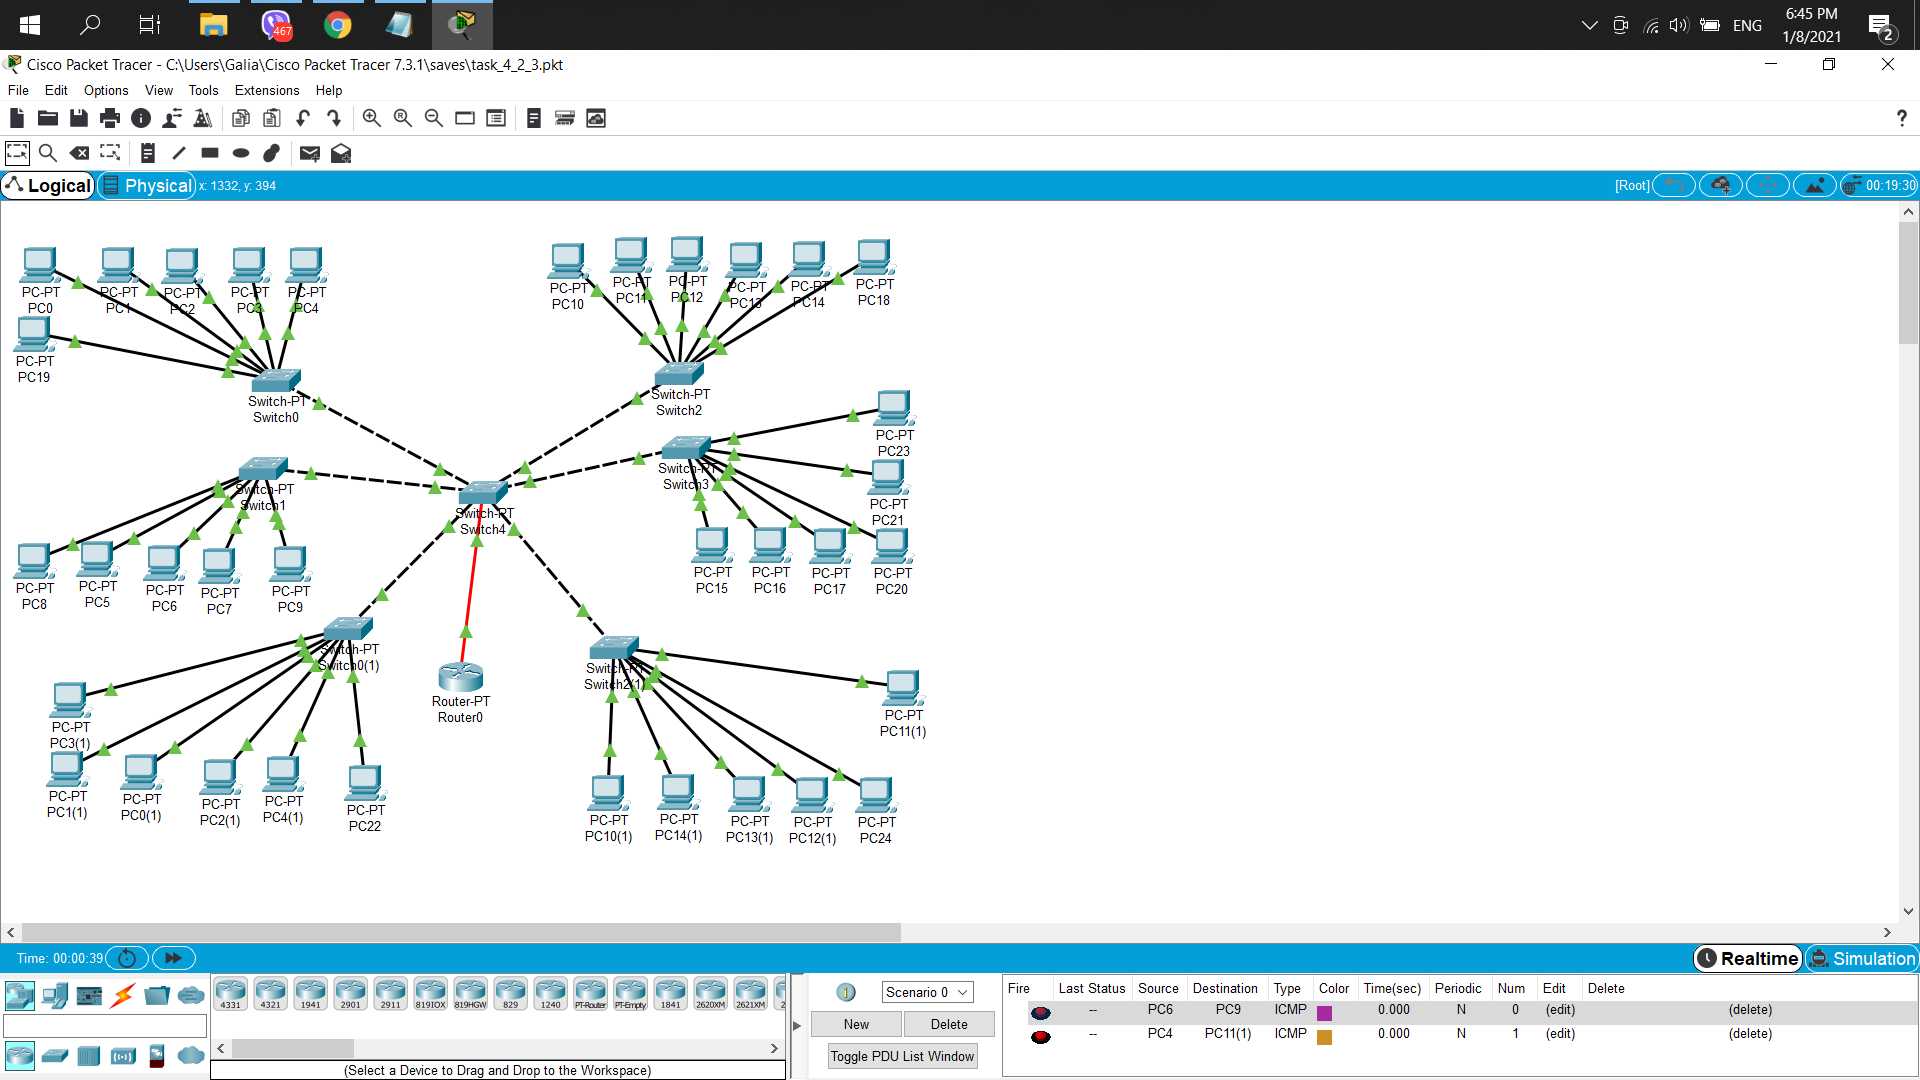 467
ENG
6:45 PM
1/8/2021
2
Cisco Packet Tracer - C:\Users\Galia\Cisco Packet Tracer 7.3.1\saves\task_4_2_3.pkt
File Edit Options View Tools Extensions Help
?
Logical Physical x: 1332, y: 394
[Root] 00:19:30
PC-PT
PC0
PC-PT
PC1
PC-PT
PC2
PC-PT
PC3
PC-PT
PC4
PC-PT
PC19
Switch-PT
Switch0
PC-PT
PC10
PC-PT
PC11
PC-PT
PC12
PC-PT
PC13
PC-PT
PC14
PC-PT
PC18
Switch-PT
Switch2
PC-PT
PC23
Switch-PT
Switch3
PC-PT
PC21
Switch-PT
Switch1
Switch-PT
Switch4
PC-PT
PC8
PC-PT
PC5
PC-PT
PC6
PC-PT
PC7
PC-PT
PC9
PC-PT
PC15
PC-PT
PC16
PC-PT
PC17
PC-PT
PC20
Switch-PT
Switch0(1)
Router-PT
Router0
Switch-PT
Switch2(1)
PC-PT
PC3(1)
PC-PT
PC11(1)
PC-PT
PC1(1)
PC-PT
PC0(1)
PC-PT
PC2(1)
PC-PT
PC4(1)
PC-PT
PC22
PC-PT
PC10(1)
PC-PT
PC14(1)
PC-PT
PC13(1)
PC-PT
PC12(1)
PC-PT
PC24
Time: 00:00:39
Realtime Simulation
4331 4321 1941 2901 2911 819IOX 819HGW 829 1240 PT-Router PT-Empty 1841 2620XM 2621XM 2
(Select a Device to Drag and Drop to the Workspace)
Scenario 0
New Delete
Toggle PDU List Window
Fire Last Status Source Destination Type Color Time(sec) Periodic Num Edit Delete
-- PC6 PC9 ICMP 0.000 N 0 (edit) (delete)
-- PC4 PC11(1) ICMP 0.000 N 1 (edit) (delete)